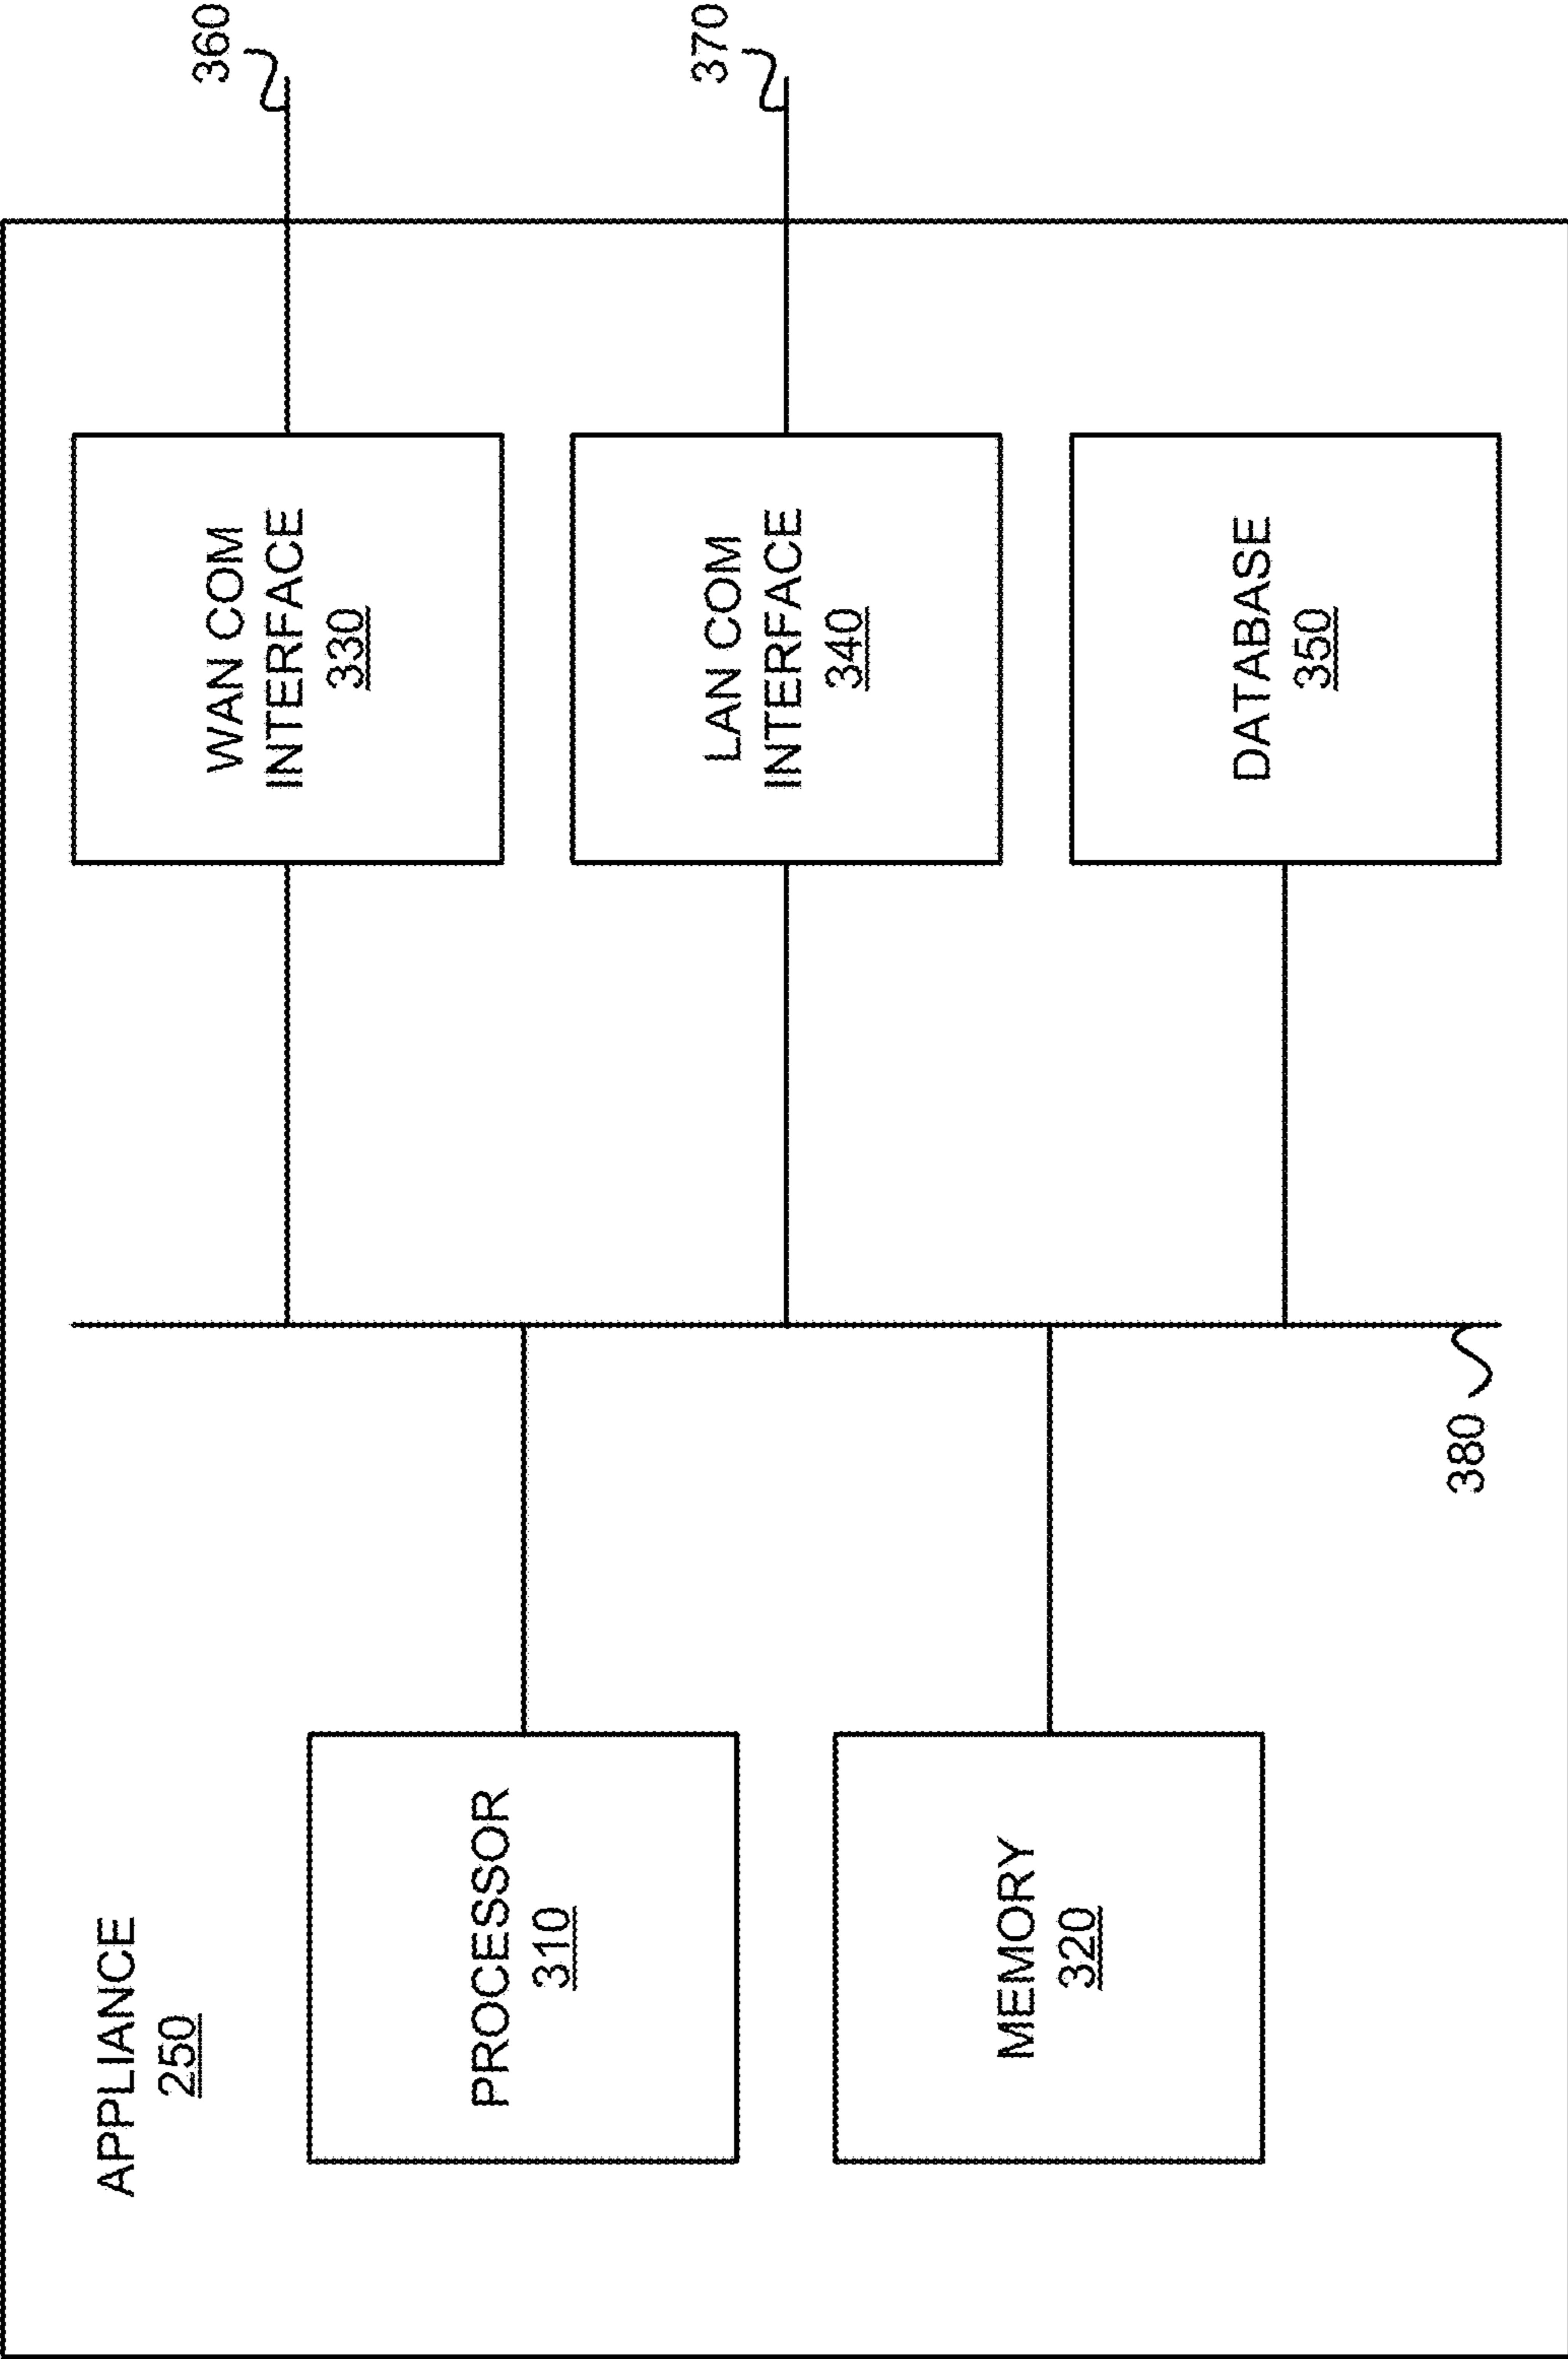 APPLIANCE
250
PROCESSOR
310
MEMORY
320
380
WAN COM
INTERFACE
330
LAN COM
INTERFACE
340
DATABASE
350
360
370